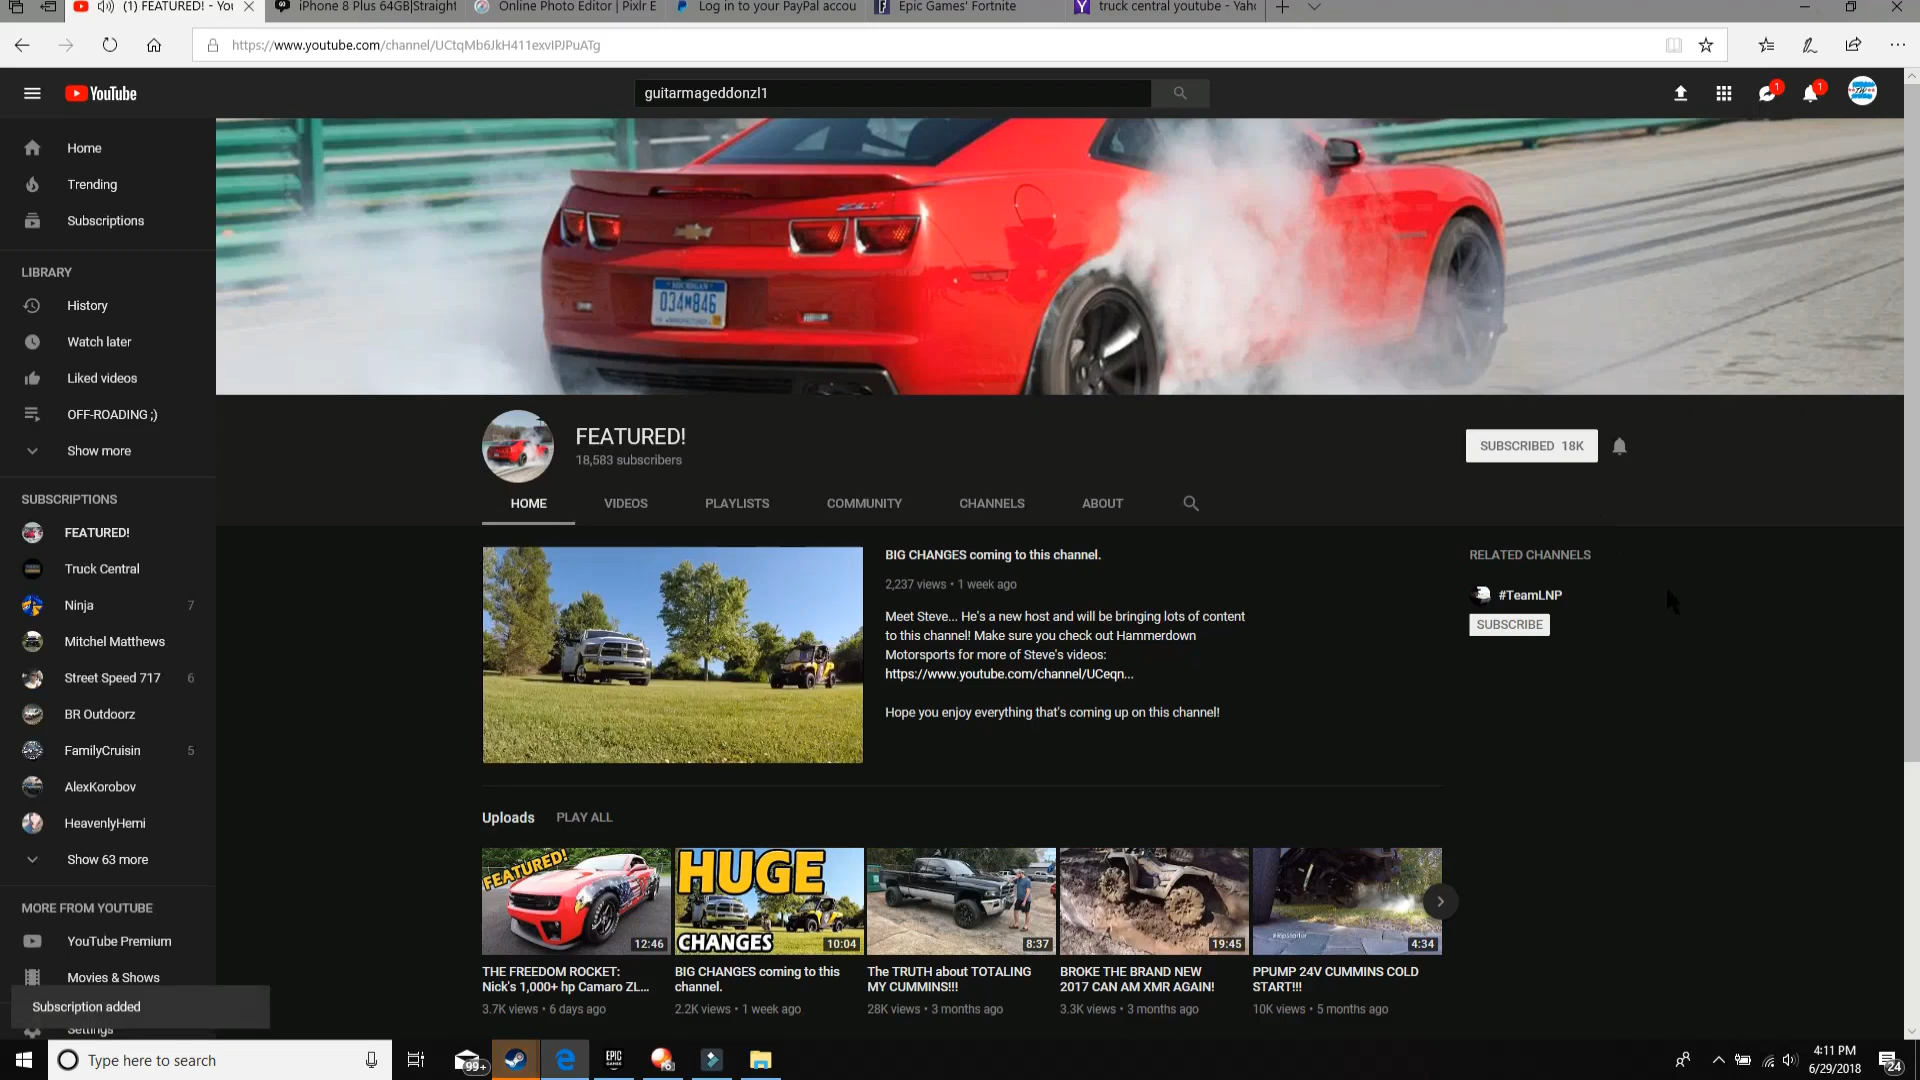 (1) FEATURED! - You
iPhone 8 Plus 64GB|Straight
Online Photo Editor | Pixlr E
Log in to your PayPal accou
Epic Games' Fortnite
truck central youtube - Yaho
https://www.youtube.com/channel/UCtqMb6JkH411exvIPJPuATg
YouTube
guitarmageddonzl1
1
1
Home
Trending
Subscriptions
LIBRARY
History
Watch later
Liked videos
OFF-ROADING ;)
Show more
SUBSCRIPTIONS
FEATURED!
Truck Central
Ninja 7
Mitchel Matthews
Street Speed 717 6
BR Outdoorz
FamilyCruisin 5
AlexKorobov
HeavenlyHemi
Show 63 more
MORE FROM YOUTUBE
YouTube Premium
Movies & Shows
Subscription added
Settings
ZL1
MICHIGAN
034M846
FEATURED!
18,583 subscribers
SUBSCRIBED 18K
HOME VIDEOS PLAYLISTS COMMUNITY CHANNELS ABOUT
BIG CHANGES coming to this channel.
2,237 views • 1 week ago
Meet Steve... He's a new host and will be bringing lots of content
to this channel! Make sure you check out Hammerdown
Motorsports for more of Steve's videos:
https://www.youtube.com/channel/UCeqn...
Hope you enjoy everything that's coming up on this channel!
RELATED CHANNELS
#TeamLNP
SUBSCRIBE
Uploads PLAY ALL
FEATURED!
12:46
THE FREEDOM ROCKET:
Nick's 1,000+ hp Camaro ZL...
3.7K views • 6 days ago
HUGE
CHANGES
10:04
BIG CHANGES coming to this
channel.
2.2K views • 1 week ago
8:37
The TRUTH about TOTALING
MY CUMMINS!!!
28K views • 3 months ago
19:45
BROKE THE BRAND NEW
2017 CAN AM XMR AGAIN!
3.3K views • 3 months ago
#RipStarter
4:34
PPUMP 24V CUMMINS COLD
START!!!
10K views • 5 months ago
Type here to search
99+
EPIC
GAMES
4:11 PM
6/29/2018
24